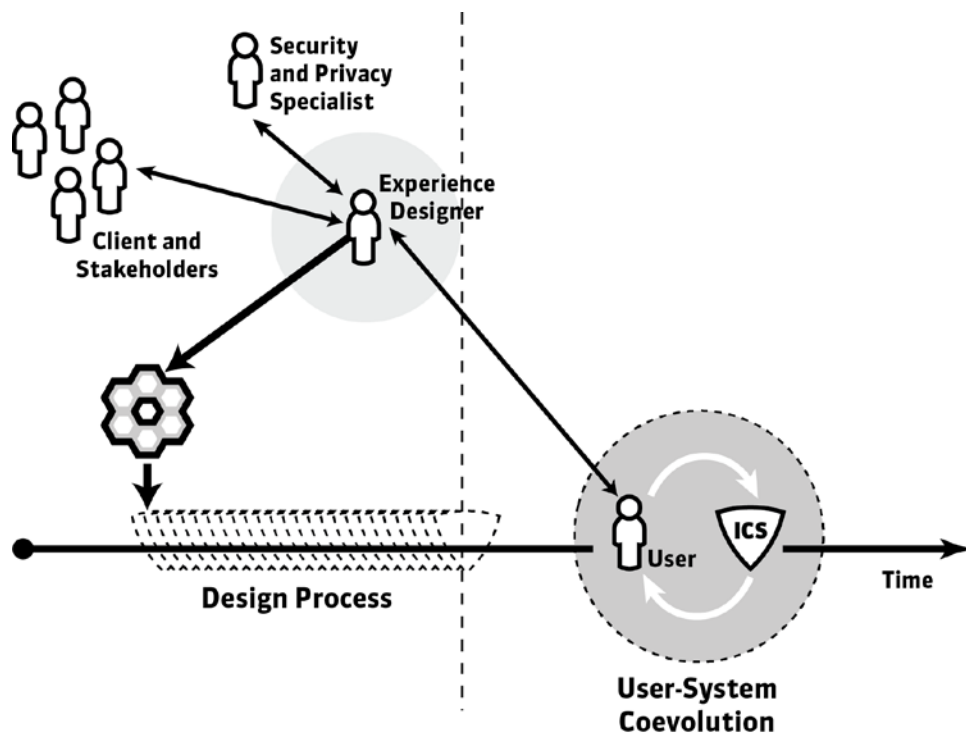 Security
and Privacy
Specialist
Experience
Designer
Client and
Stakeholders
ICS
User
Time
Design Process
User-System
Coevolution